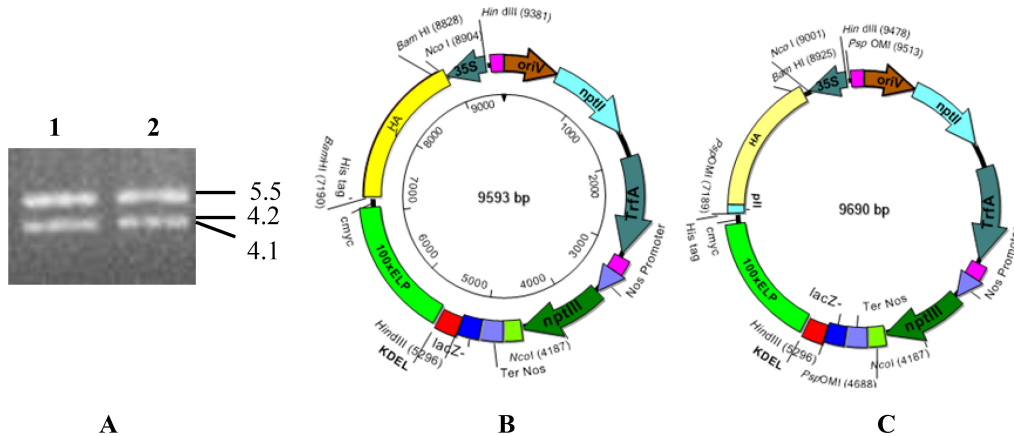 1
2
5.5
4.2
4.1
A
Bam HI (8828)
Nco I (8904)
Hin dIII (9381)
35S
oriV
nptII
TrfA
Nos Promoter
nptIII
NcoI (4187)
Ter Nos
lacZ-
KDEL
HindIII (5296)
100xELP
cmyc
His tag
BamHI (7190)
HA
9000
1000
2000
3000
4000
5000
6000
7000
8000
9593 bp
B
Nco I (9001)
Bam HI (8925)
Hin dIII (9478)
Psp OMI (9513)
35S
oriV
nptII
TrfA
Nos Promoter
nptIII
NcoI (4187)
Ter Nos
lacZ-
PspOMI (4688)
KDEL
HindIII (5296)
100xELP
cmyc
His tag
PspOMI (7189)
pII
HA
9690 bp
C